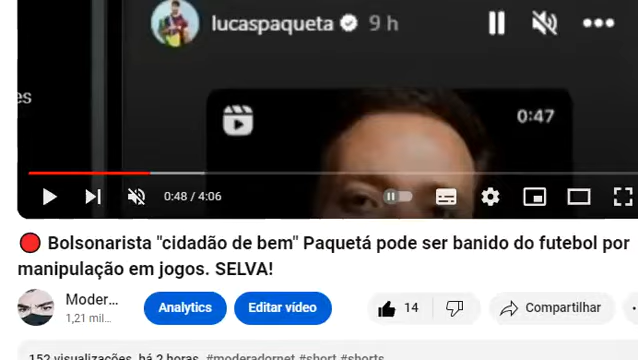 lucaspaqueta 9 h
es
0:47
0:48 / 4:06
Bolsonarista "cidadão de bem" Paquetá pode ser banido do futebol por
manipulação em jogos. SELVA!
Moder...
1,21 mil...
Analytics
Editar vídeo
14
Compartilhar
152 visualizações há 2 horas #moderadornet #short #shorts